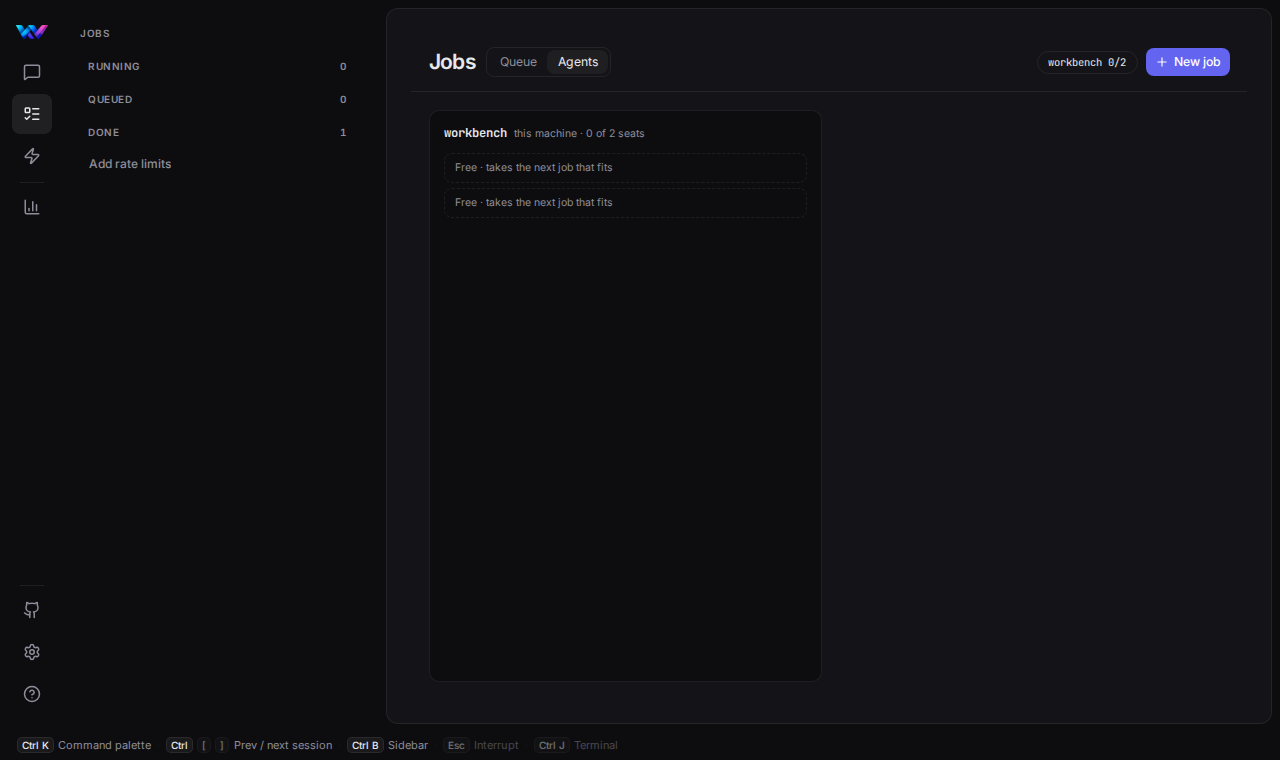 JOBS
RUNNING 0
QUEUED 0
DONE 1
Add rate limits
Jobs Queue Agents workbench 0/2 + New job
workbench this machine · 0 of 2 seats
Free · takes the next job that fits
Free · takes the next job that fits
Ctrl K Command palette Ctrl [ ] Prev / next session Ctrl B Sidebar Esc Interrupt Ctrl J Terminal